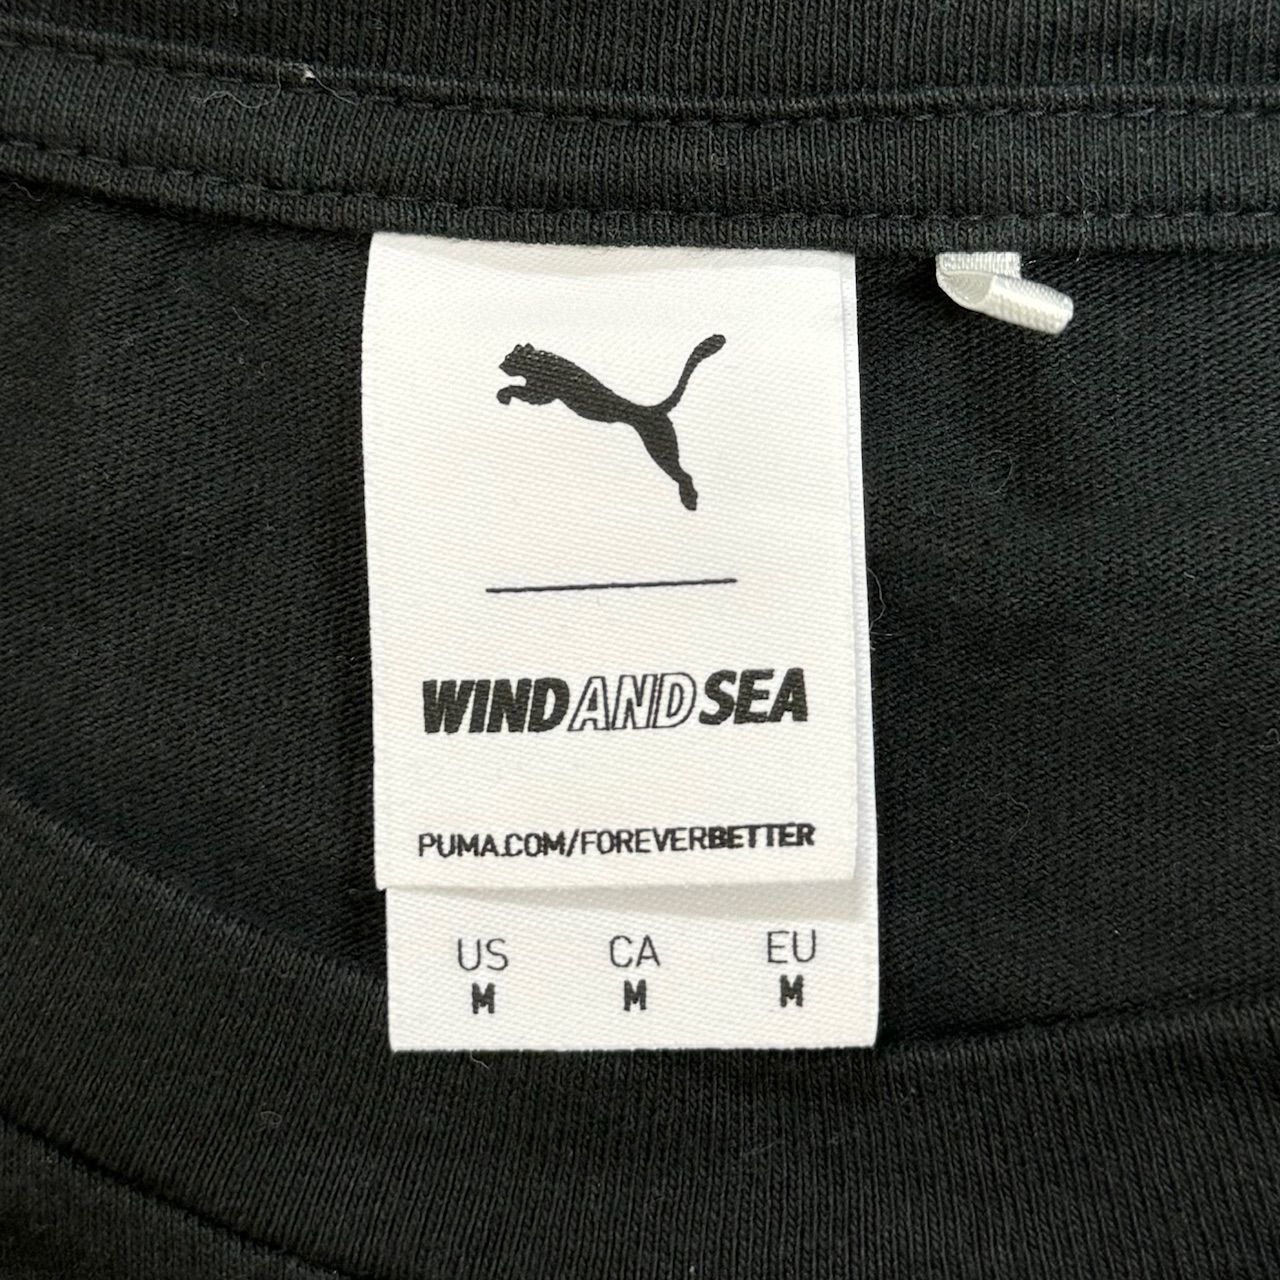 WINDANDSEA
PUMA.COM/FOREVERBETTER
US CA EU
M M M